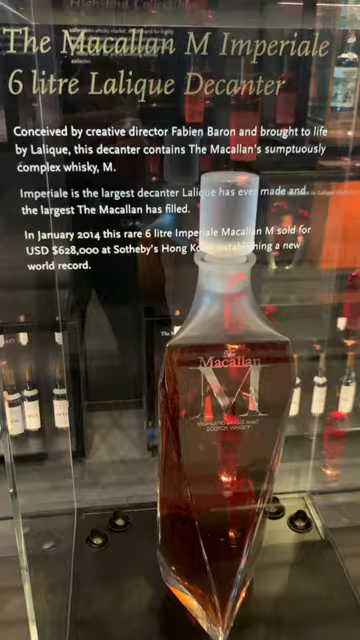 The Macallan M Imperiale
6 litre Lalique Decanter
Conceived by creative director Fabien Baron and brought to life
by Lalique, this decanter contains The Macallan's sumptuously
complex whisky, M.
Imperiale is the largest decanter Lalique has ever made and
the largest The Macallan has filled.
In January 2014 this rare 6 litre Imperiale Macallan M sold for
USD $628,000 at Sotheby's Hong Kong, establishing a new
world record.
The
Macallan
M
HIGHLAND SINGLE MALT
SCOTCH WHISKY